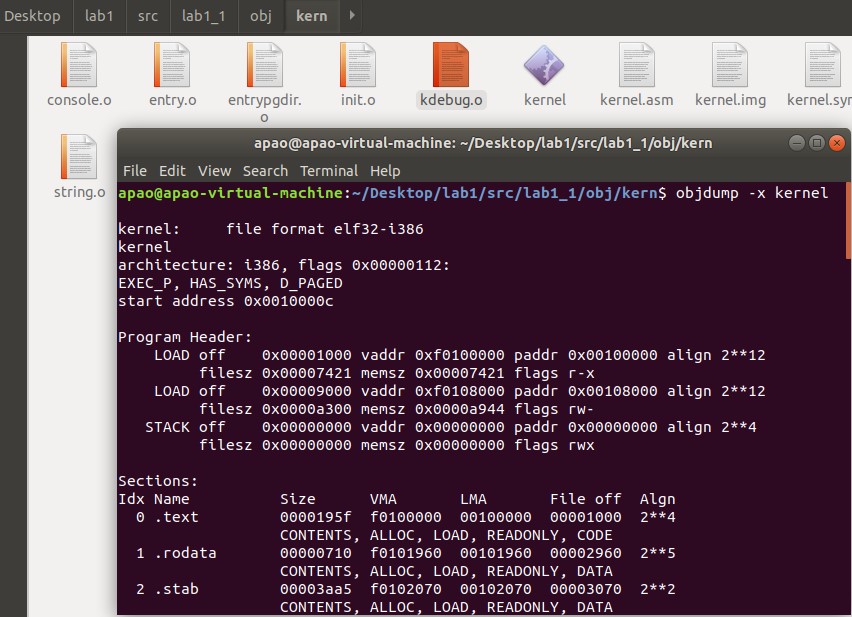 Desktop lab1 src lab1_1 obj kern
console.o entry.o entrypgdir.o init.o kdebug.o kernel kernel.asm kernel.img kernel.sym
string.o
apao@apao-virtual-machine: ~/Desktop/lab1/src/lab1_1/obj/kern
File Edit View Search Terminal Help
apao@apao-virtual-machine:~/Desktop/lab1/src/lab1_1/obj/kern$ objdump -x kernel
kernel:     file format elf32-i386
kernel
architecture: i386, flags 0x00000112:
EXEC_P, HAS_SYMS, D_PAGED
start address 0x0010000c
Program Header:
    LOAD off    0x00001000 vaddr 0xf0100000 paddr 0x00100000 align 2**12
         filesz 0x00007421 memsz 0x00007421 flags r-x
    LOAD off    0x00009000 vaddr 0xf0108000 paddr 0x00108000 align 2**12
         filesz 0x0000a300 memsz 0x0000a944 flags rw-
   STACK off    0x00000000 vaddr 0x00000000 paddr 0x00000000 align 2**4
         filesz 0x00000000 memsz 0x00000000 flags rwx
Sections:
Idx Name          Size      VMA       LMA       File off  Algn
  0 .text         0000195f  f0100000  00100000  00001000  2**4
                  CONTENTS, ALLOC, LOAD, READONLY, CODE
  1 .rodata       00000710  f0101960  00101960  00002960  2**5
                  CONTENTS, ALLOC, LOAD, READONLY, DATA
  2 .stab         00003aa5  f0102070  00102070  00003070  2**2
                  CONTENTS, ALLOC, LOAD, READONLY, DATA